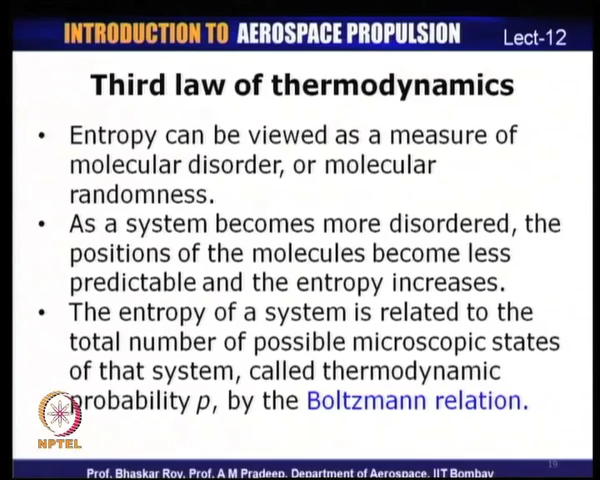 INTRODUCTION TO AEROSPACE PROPULSION Lect-12
Third law of thermodynamics
• Entropy can be viewed as a measure of
molecular disorder, or molecular
randomness.
• As a system becomes more disordered, the
positions of the molecules become less
predictable and the entropy increases.
• The entropy of a system is related to the
total number of possible microscopic states
of that system, called thermodynamic
probability p, by the Boltzmann relation.
NPTEL
19
Prof. Bhaskar Roy, Prof. A M Pradeep, Department of Aerospace, IIT Bombay